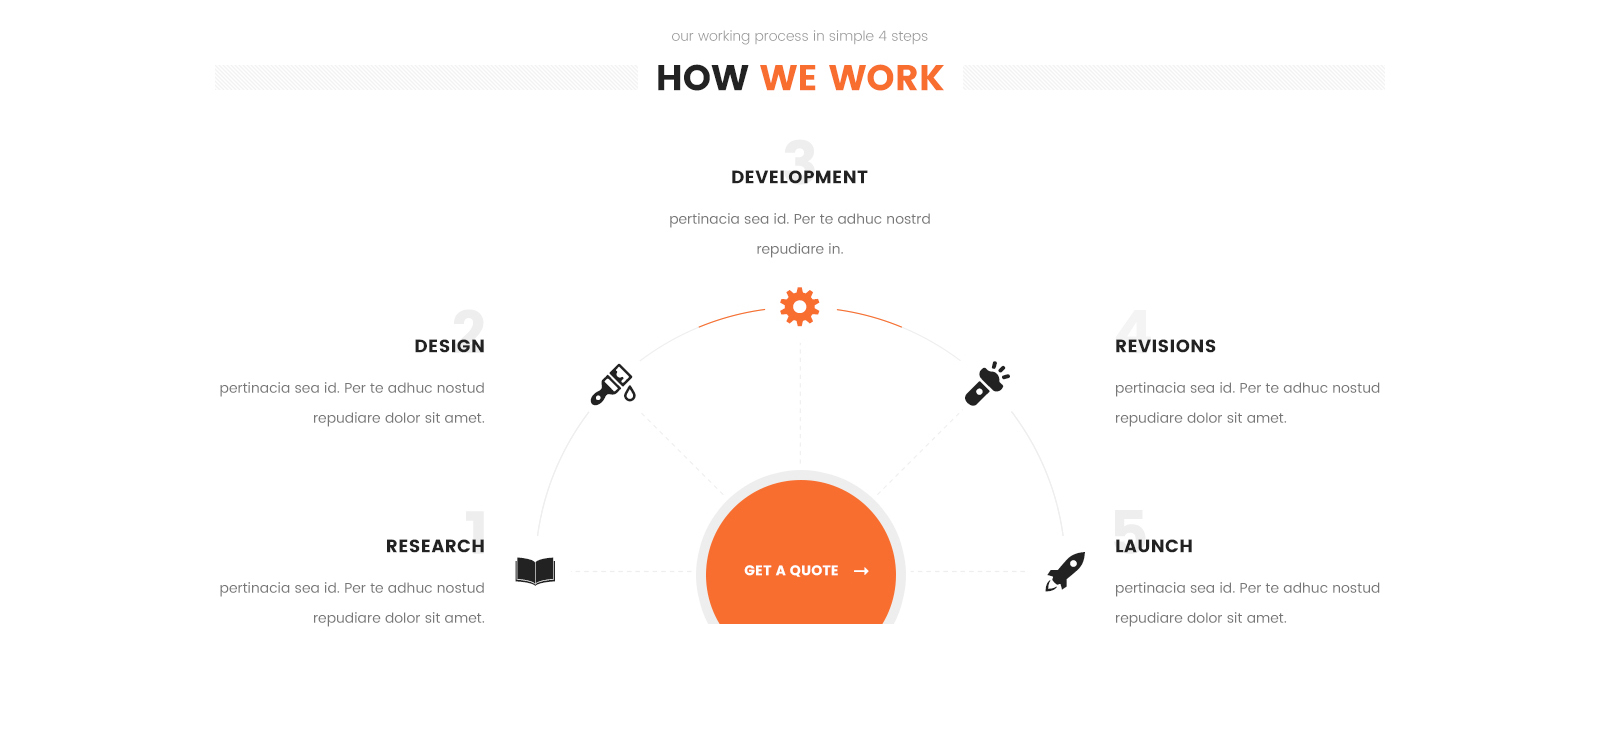 our working process in simple 4 steps
HOW WE WORK
3
DEVELOPMENT
pertinacia sea id. Per te adhuc nostrd
repudiare in.
2
DESIGN
pertinacia sea id. Per te adhuc nostud
repudiare dolor sit amet.
4
REVISIONS
pertinacia sea id. Per te adhuc nostud
repudiare dolor sit amet.
1
RESEARCH
pertinacia sea id. Per te adhuc nostud
repudiare dolor sit amet.
GET A QUOTE →
5
LAUNCH
pertinacia sea id. Per te adhuc nostud
repudiare dolor sit amet.